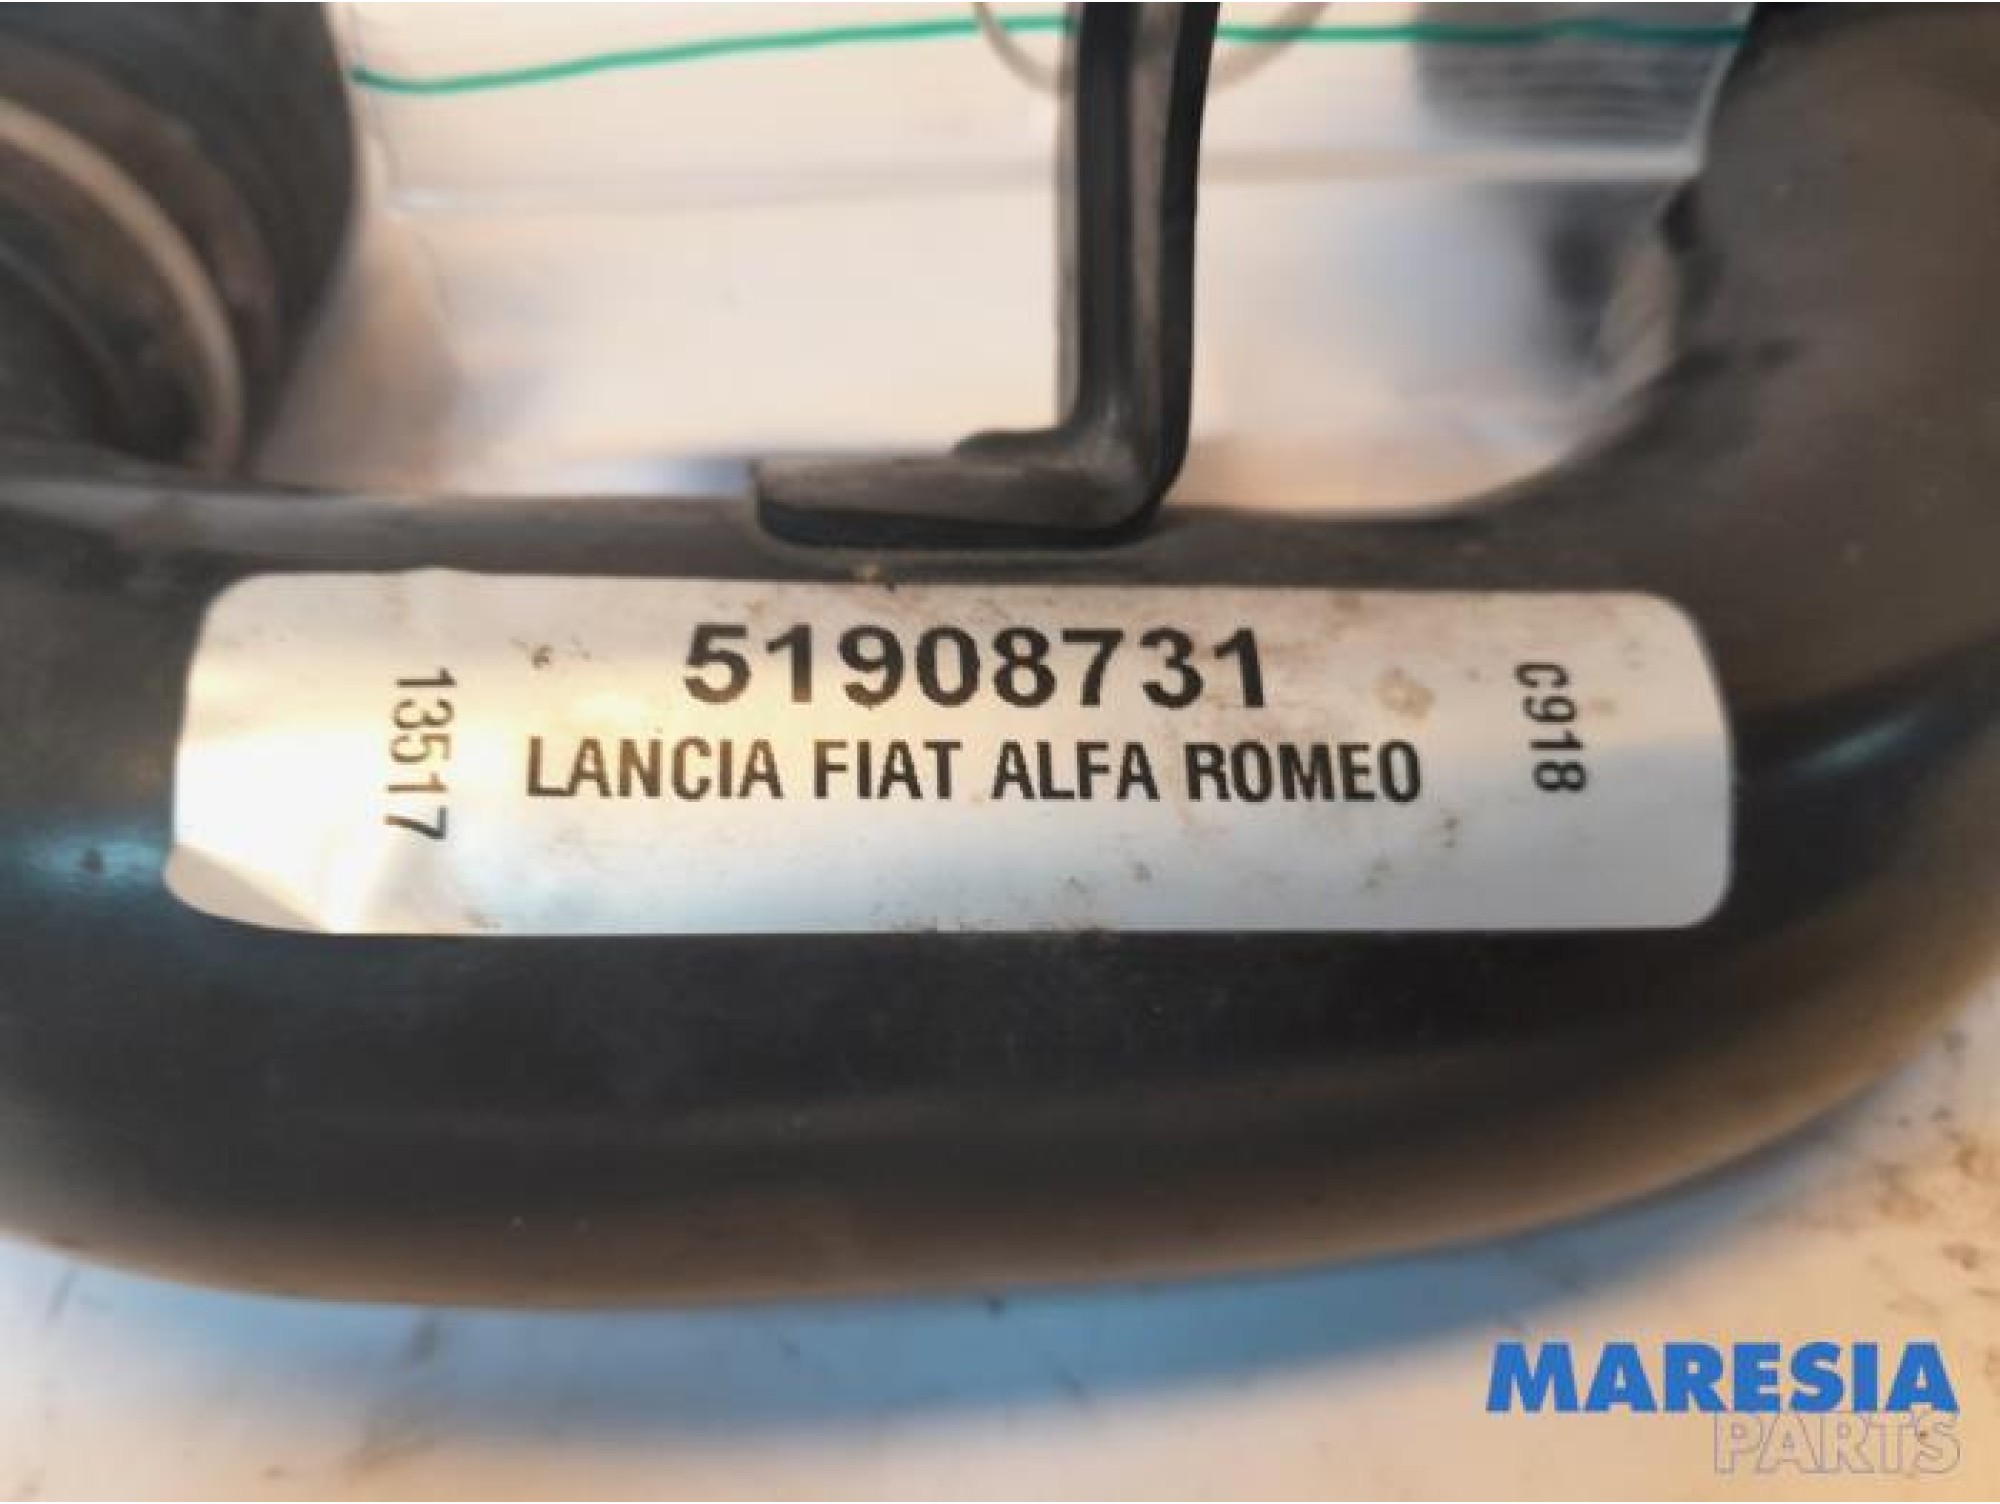 51908731
LANCIA FIAT ALFA ROMEO
13517
C918
MARESIA
PARTS